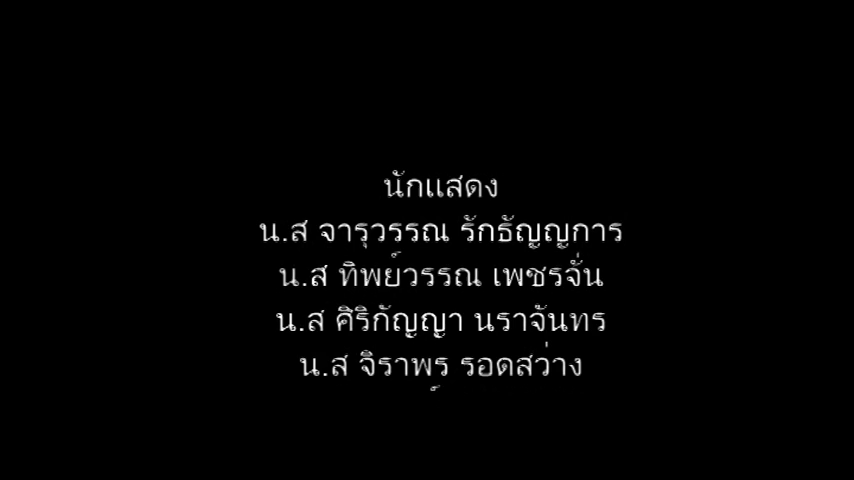 นักแสดง
น.ส จารุวรรณ รักธัญญการ
น.ส ทิพย์วรรณ เพชรจั่น
น.ส ศิริกัญญา นราจันทร
น.ส จิราพร รอดสว่าง